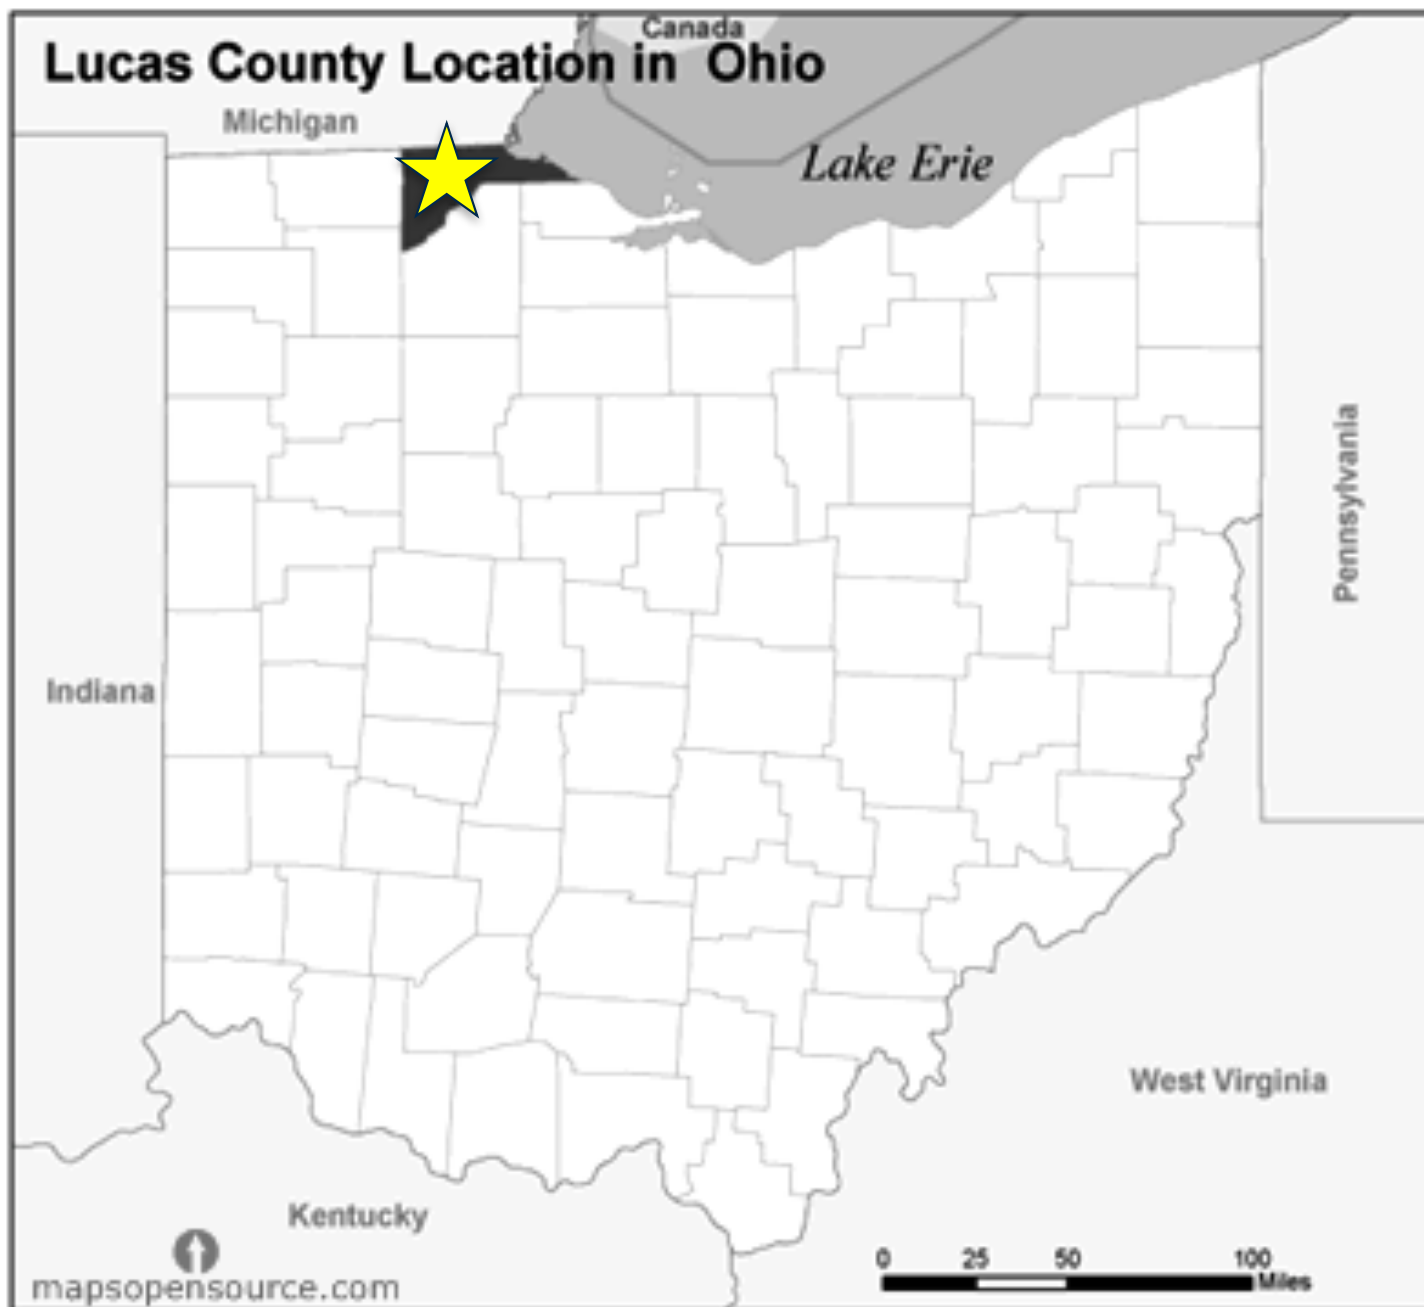 Canada
Lucas County Location in Ohio
Michigan
Lake Erie
Pennsylvania
Indiana
West Virginia
Kentucky
0 25 50 100
Miles
mapsopensource.com